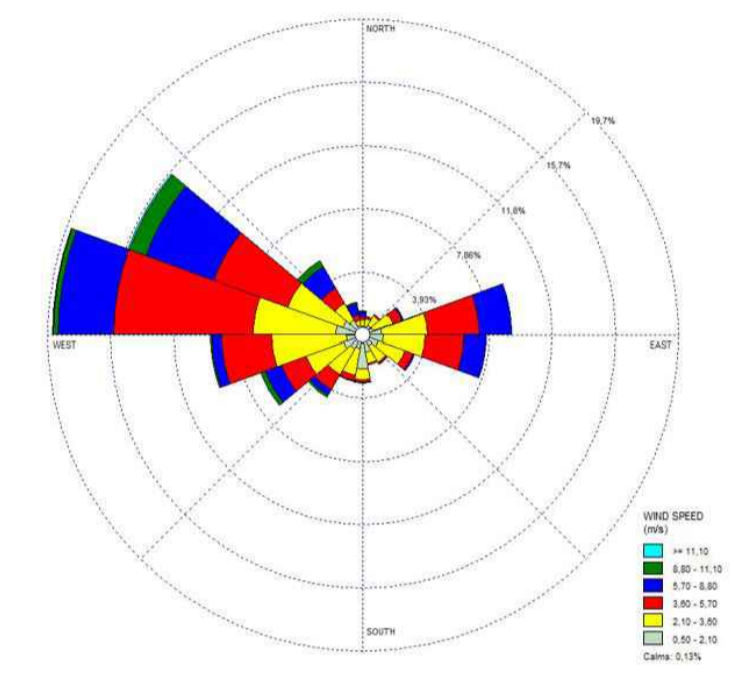 NORTH
19,7%
15,7%
11,8%
7,86%
3,93%
WEST
EAST
SOUTH
WIND SPEED
(m/s)
>= 11,10
8,80 - 11,10
5,70 - 8,80
3,60 - 5,70
2,10 - 3,60
0,50 - 2,10
Calms: 0,13%